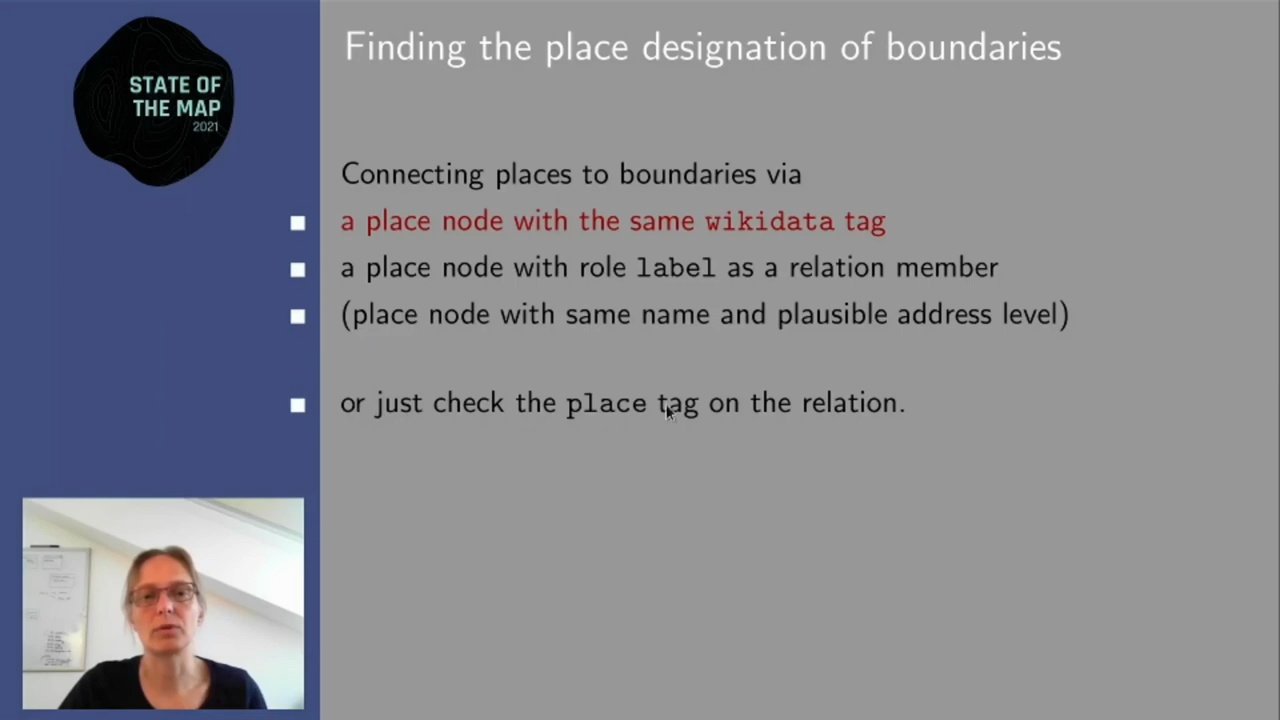 STATE OF
THE MAP
2021
Finding the place designation of boundaries
Connecting places to boundaries via
a place node with the same wikidata tag
a place node with role label as a relation member
(place node with same name and plausible address level)
or just check the place tag on the relation.